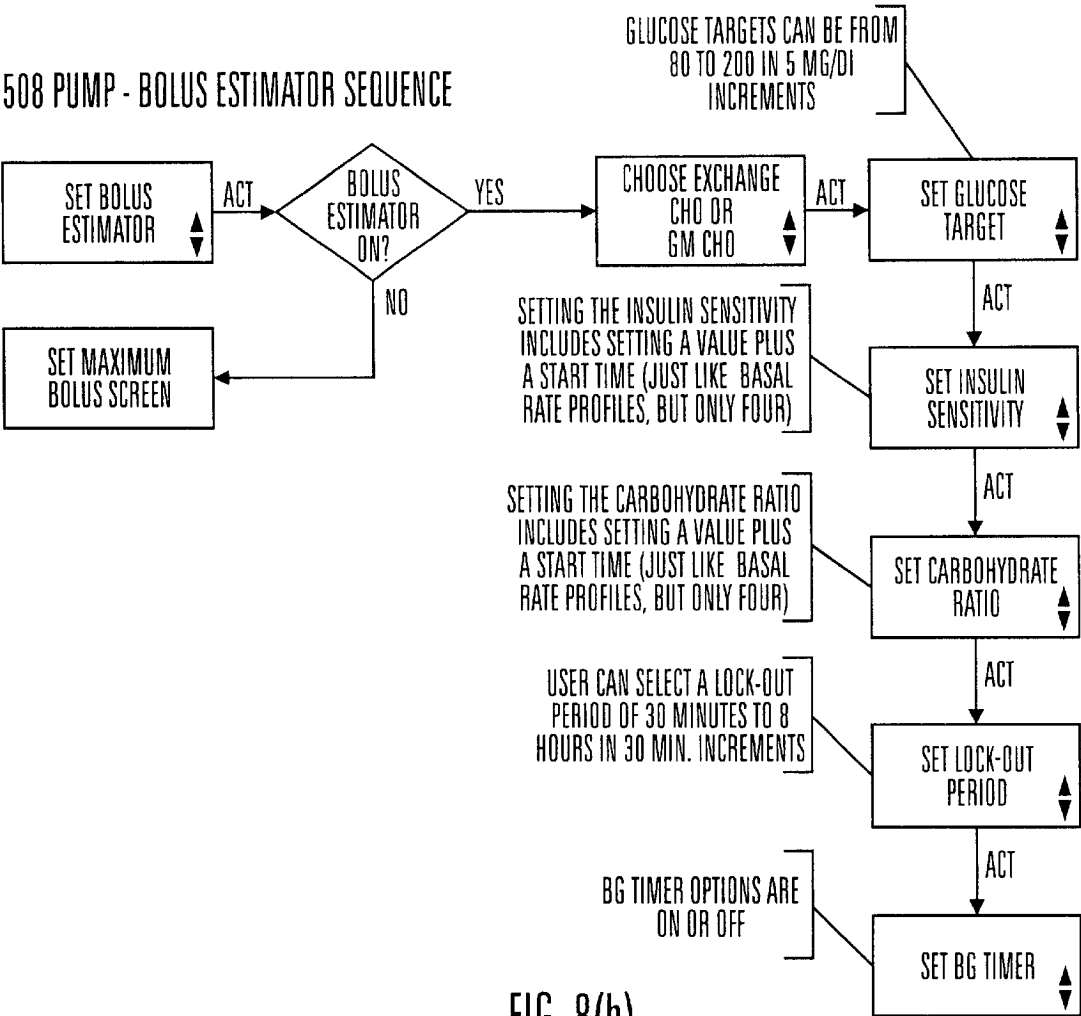 GLUCOSE TARGETS CAN BE FROM
80 TO 200 IN 5 MG/Dl
INCREMENTS
508 PUMP - BOLUS ESTIMATOR SEQUENCE
SET BOLUS
ESTIMATOR
ACT
BOLUS
ESTIMATOR
ON?
YES
NO
CHOOSE EXCHANGE
CHO OR
GM CHO
ACT
SET GLUCOSE
TARGET
ACT
SET MAXIMUM
BOLUS SCREEN
SETTING THE INSULIN SENSITIVITY
INCLUDES SETTING A VALUE PLUS
A START TIME (JUST LIKE BASAL
RATE PROFILES, BUT ONLY FOUR)
SET INSULIN
SENSITIVITY
ACT
SETTING THE CARBOHYDRATE RATIO
INCLUDES SETTING A VALUE PLUS
A START TIME (JUST LIKE BASAL
RATE PROFILES, BUT ONLY FOUR)
SET CARBOHYDRATE
RATIO
ACT
USER CAN SELECT A LOCK-OUT
PERIOD OF 30 MINUTES TO 8
HOURS IN 30 MIN. INCREMENTS
SET LOCK-OUT
PERIOD
ACT
BG TIMER OPTIONS ARE
ON OR OFF
SET BG TIMER
FIG. 8(b)